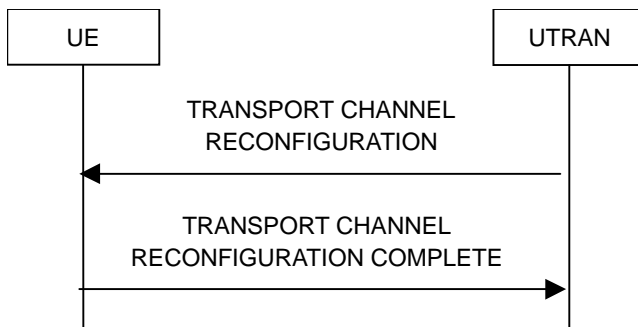 UE
UTRAN
TRANSPORT CHANNEL
RECONFIGURATION
TRANSPORT CHANNEL
RECONFIGURATION COMPLETE